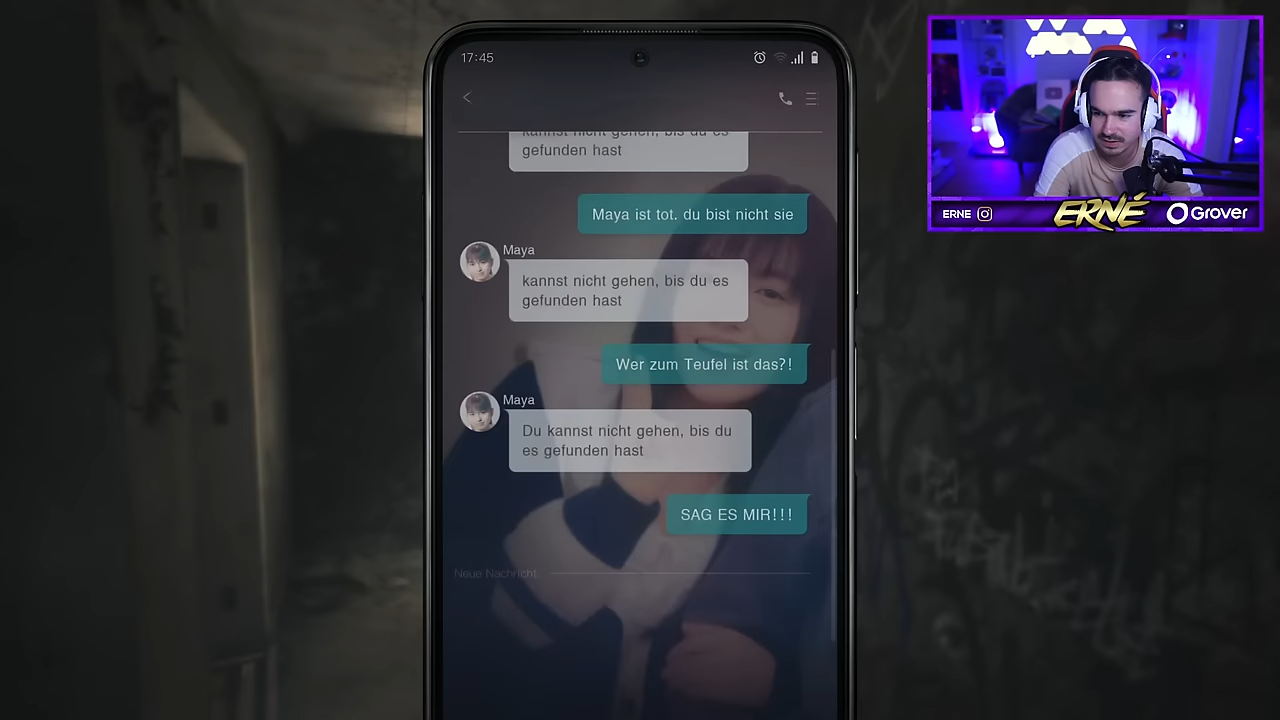 17:45
kannst nicht gehen, bis du es
gefunden hast
Maya ist tot. du bist nicht sie
Maya
kannst nicht gehen, bis du es
gefunden hast
Wer zum Teufel ist das?!
Maya
Du kannst nicht gehen, bis du
es gefunden hast
SAG ES MIR!!!
Neue Nachricht
ERNE
ERNÉ
Grover